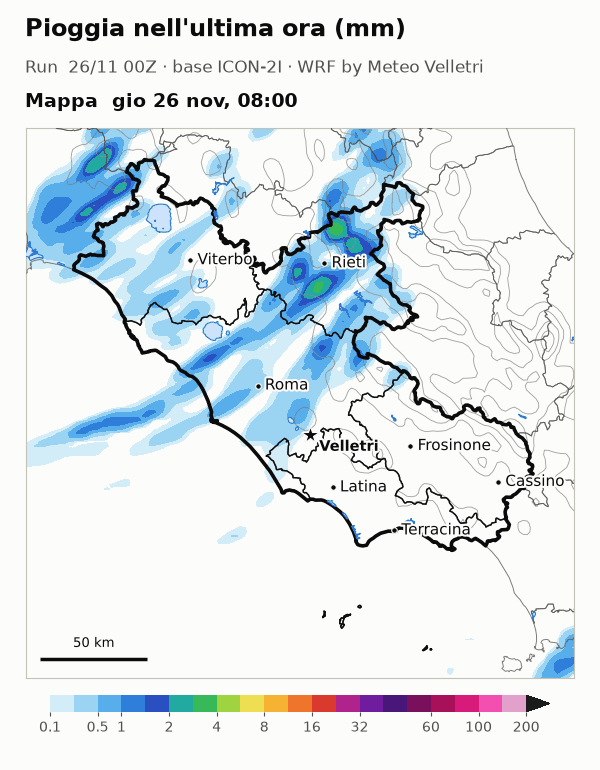 Pioggia nell'ultima ora (mm)
Run  26/11 00Z · base ICON-2I · WRF by Meteo Velletri
Mappa  gio 26 nov, 08:00
Viterbo
Rieti
Roma
Velletri
Frosinone
Cassino
Latina
Terracina
50 km
0.1 0.5 1 2 4 8 16 32 60 100 200